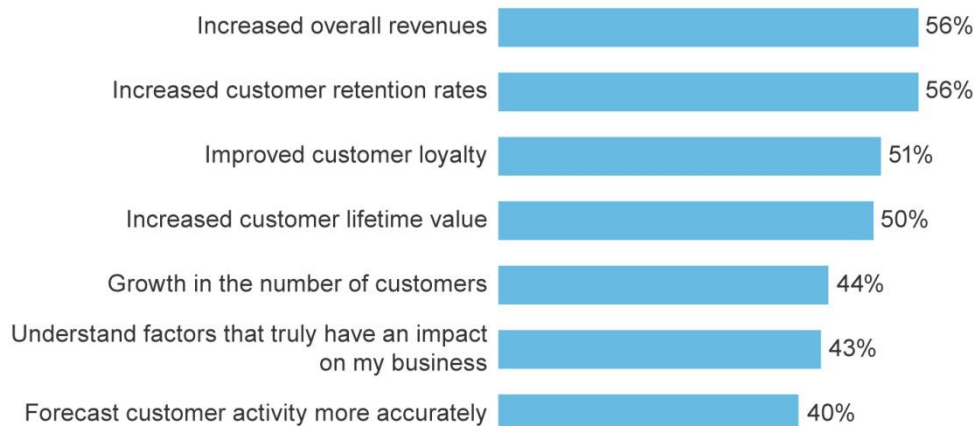 Increased overall revenues 56%
Increased customer retention rates 56%
Improved customer loyalty 51%
Increased customer lifetime value 50%
Growth in the number of customers 44%
Understand factors that truly have an impact
on my business 43%
Forecast customer activity more accurately 40%